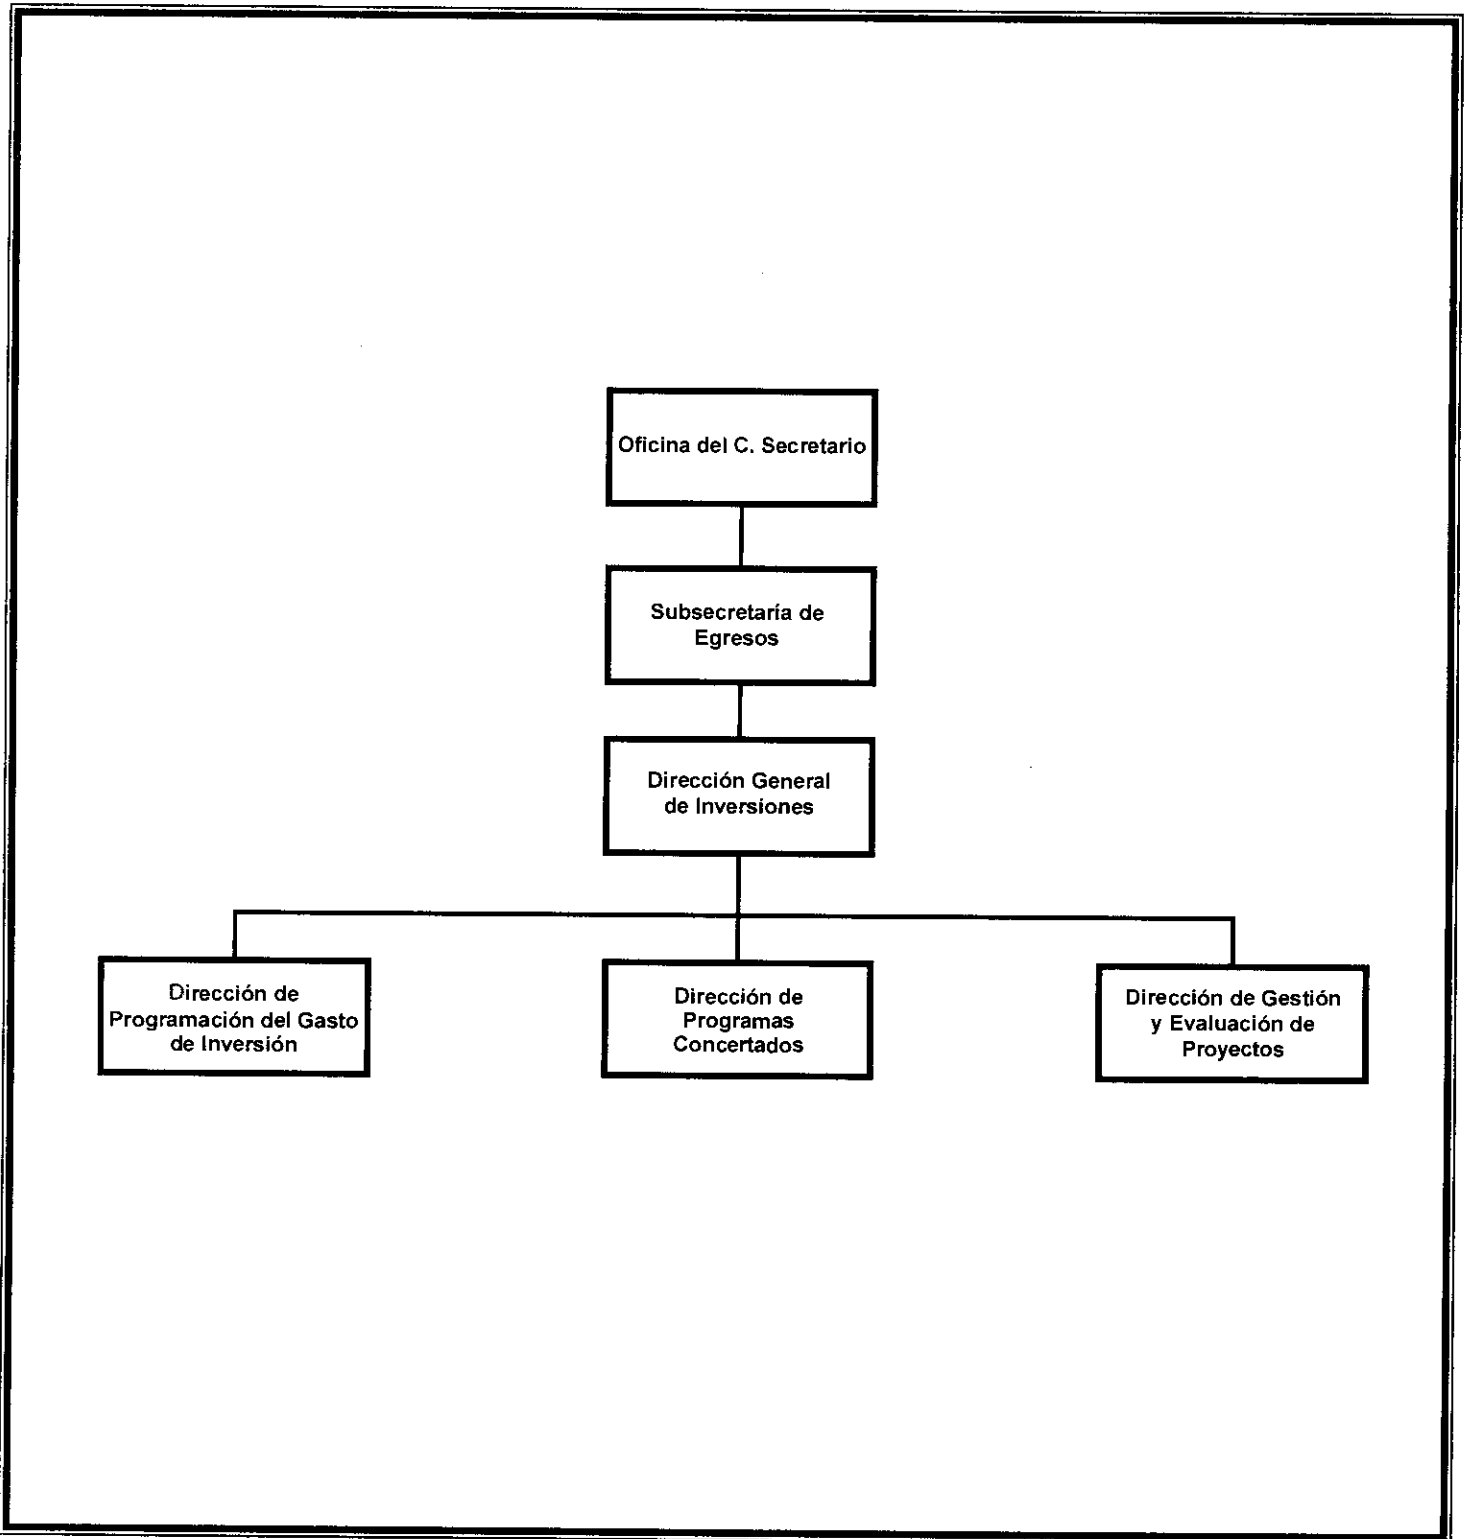 Oficina del C. Secretario
Subsecretaría de
Egresos
Dirección General
de Inversiones
Dirección de
Programación del Gasto
de Inversión
Dirección de
Programas
Concertados
Dirección de Gestión
y Evaluación de
Proyectos